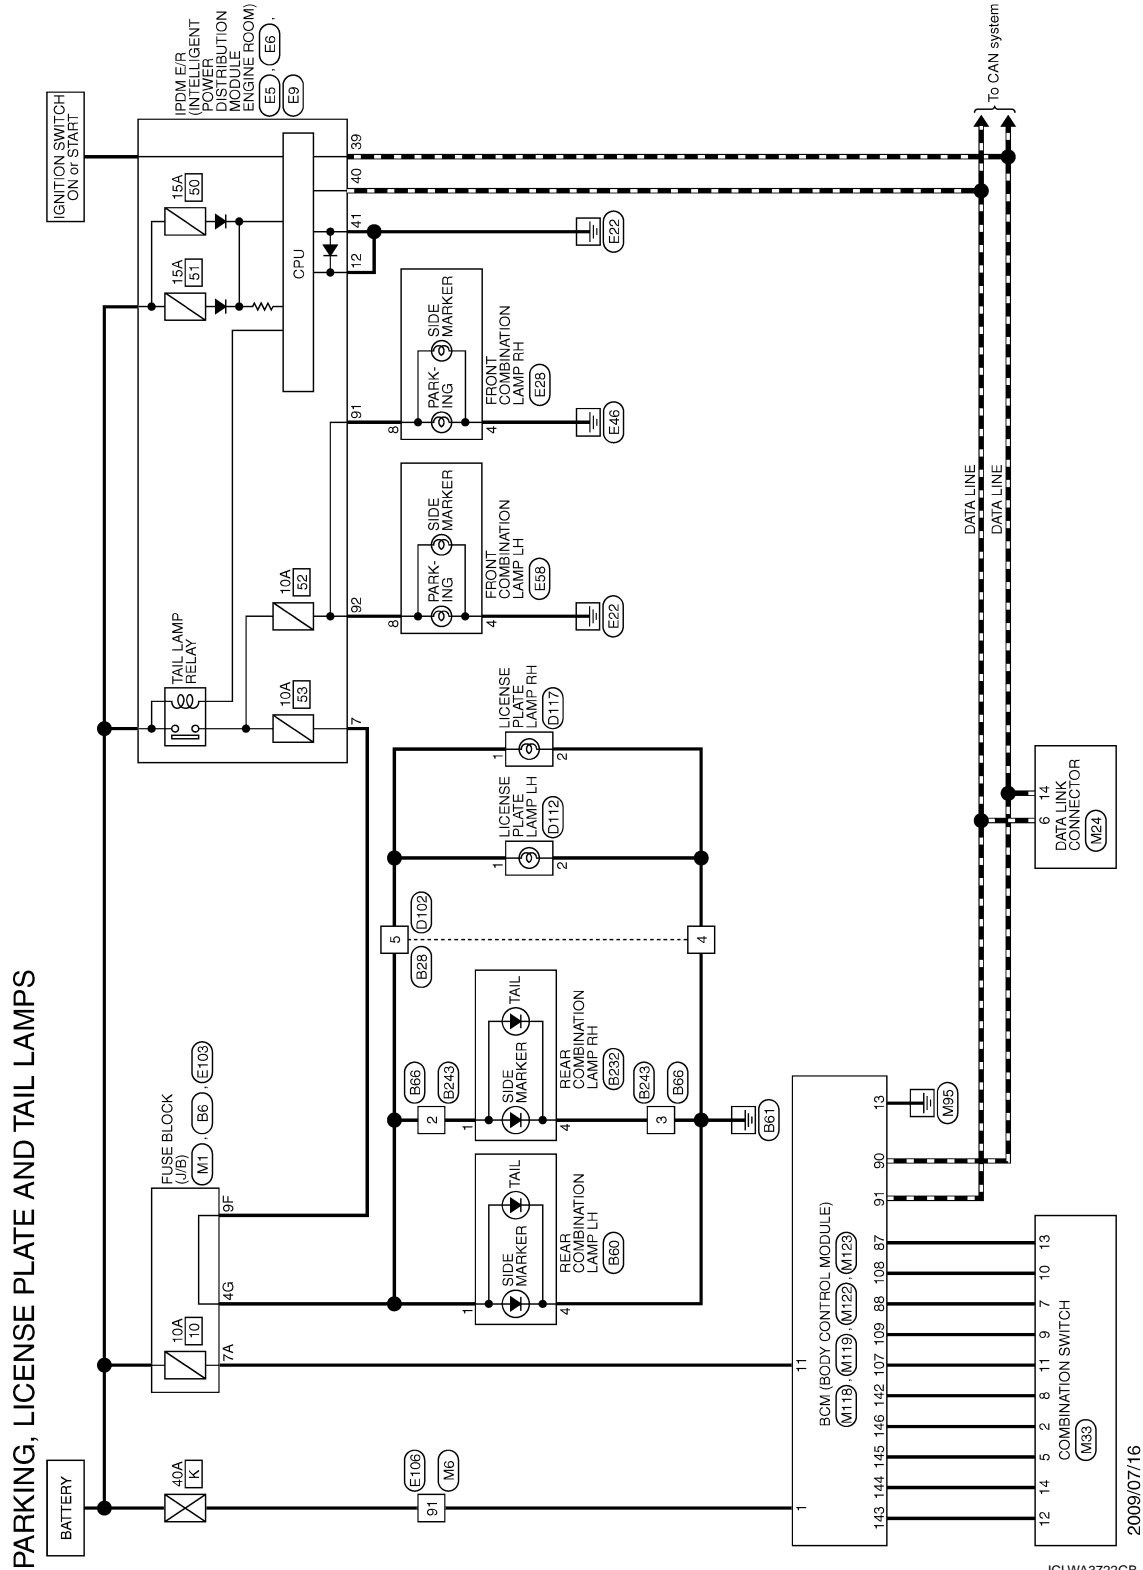 PARKING, LICENSE PLATE AND TAIL LAMPS
BATTERY
IGNITION SWITCH
ON or START
40A
K
FUSE BLOCK
(J/B)
M1 , B6 , E103
10A
10
7A
4G
9F
TAIL LAMP
RELAY
10A
53
10A
52
15A
51
15A
50
CPU
IPDM E/R
(INTELLIGENT
POWER
DISTRIBUTION
MODULE
ENGINE ROOM)
E5 , E6 ,
E9
7
92
91
12
41
40
39
E106
M6
91
1
4
SIDE
MARKER
TAIL
REAR
COMBINATION
LAMP LH
B60
B66
B243
2
1
4
SIDE
MARKER
TAIL
REAR
COMBINATION
LAMP RH
B232
B243
B66
3
B61
5
B28
D102
4
1
2
LICENSE
PLATE
LAMP LH
D112
1
2
LICENSE
PLATE
LAMP RH
D117
8
4
PARK-
ING
SIDE
MARKER
FRONT
COMBINATION
LAMP LH
E58
E22
8
4
PARK-
ING
SIDE
MARKER
FRONT
COMBINATION
LAMP RH
E28
E46
E22
1
11
BCM (BODY CONTROL MODULE)
M118 , M119 , M122 , M123
143
144
145
146
142
107
109
88
108
87
91
90
13
M95
12
14
5
2
8
11
9
7
10
13
COMBINATION SWITCH
M33
DATA LINE
DATA LINE
To CAN system
6
14
DATA LINK
CONNECTOR
M24
2009/07/16